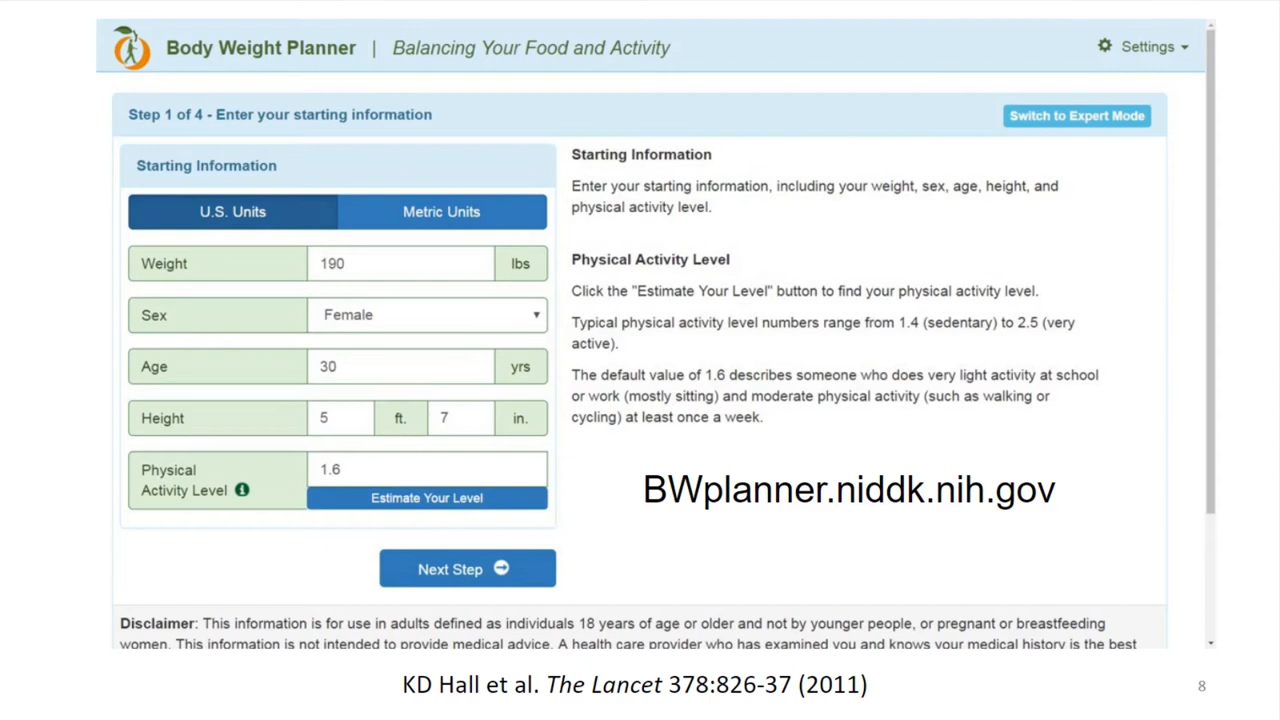 Body Weight Planner | Balancing Your Food and Activity
Settings
Step 1 of 4 - Enter your starting information
Switch to Expert Mode
Starting Information
U.S. Units
Metric Units
Weight
190
lbs
Sex
Female
Age
30
yrs
Height
5
ft.
7
in.
Physical
Activity Level
1.6
Estimate Your Level
Next Step
Starting Information
Enter your starting information, including your weight, sex, age, height, and
physical activity level.
Physical Activity Level
Click the "Estimate Your Level" button to find your physical activity level.
Typical physical activity level numbers range from 1.4 (sedentary) to 2.5 (very
active).
The default value of 1.6 describes someone who does very light activity at school
or work (mostly sitting) and moderate physical activity (such as walking or
cycling) at least once a week.
BWplanner.niddk.nih.gov
Disclaimer: This information is for use in adults defined as individuals 18 years of age or older and not by younger people, or pregnant or breastfeeding
women. This information is not intended to provide medical advice. A health care provider who has examined you and knows your medical history is the best
KD Hall et al. The Lancet 378:826-37 (2011)
8